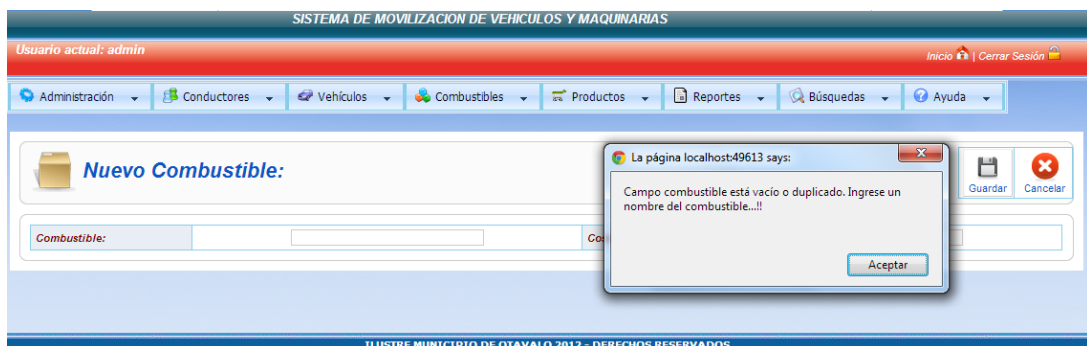 SISTEMA DE MOVILIZACION DE VEHICULOS Y MAQUINARIAS
Usuario actual: admin
Inicio | Cerrar Sesión
Administración Conductores Vehículos Combustibles Productos Reportes Búsquedas Ayuda
La página localhost:49613 says:
Nuevo Combustible:
Guardar Cancelar
Campo combustible está vacío o duplicado. Ingrese un
nombre del combustible...!!
Combustible:
Aceptar
ILUSTRE MUNICIPIO DE OTAVALO 2012 - DERECHOS RESERVADOS